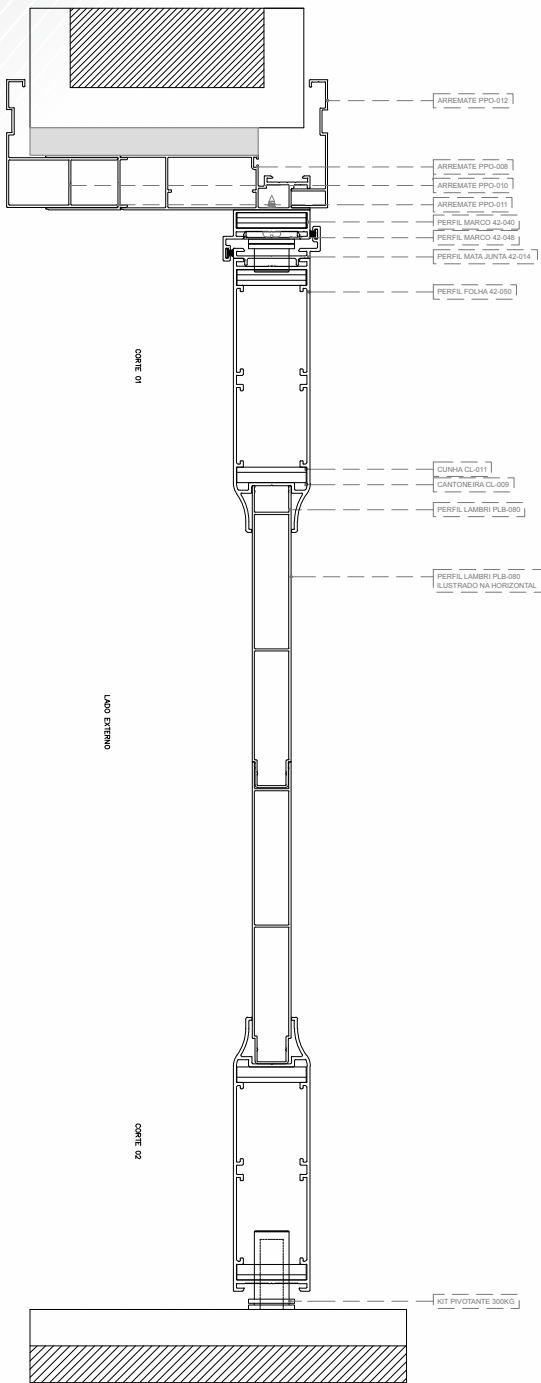 ARREMATE PPO-012
ARREMATE PPO-008
ARREMATE PPO-010
ARREMATE PPO-011
PERFIL MARCO 42-040
PERFIL MARCO 42-048
PERFIL MATA JUNTA 42-014
PERFIL FOLHA 42-050
CORTE 01
CUNHA CL-011
CANTONEIRA CL-009
PERFIL LAMBRI PLB-080
PERFIL LAMBRI PLB-080
ILUSTRADO NA HORIZONTAL
LADO EXTERNO
CORTE 02
KIT PIVOTANTE 300KG